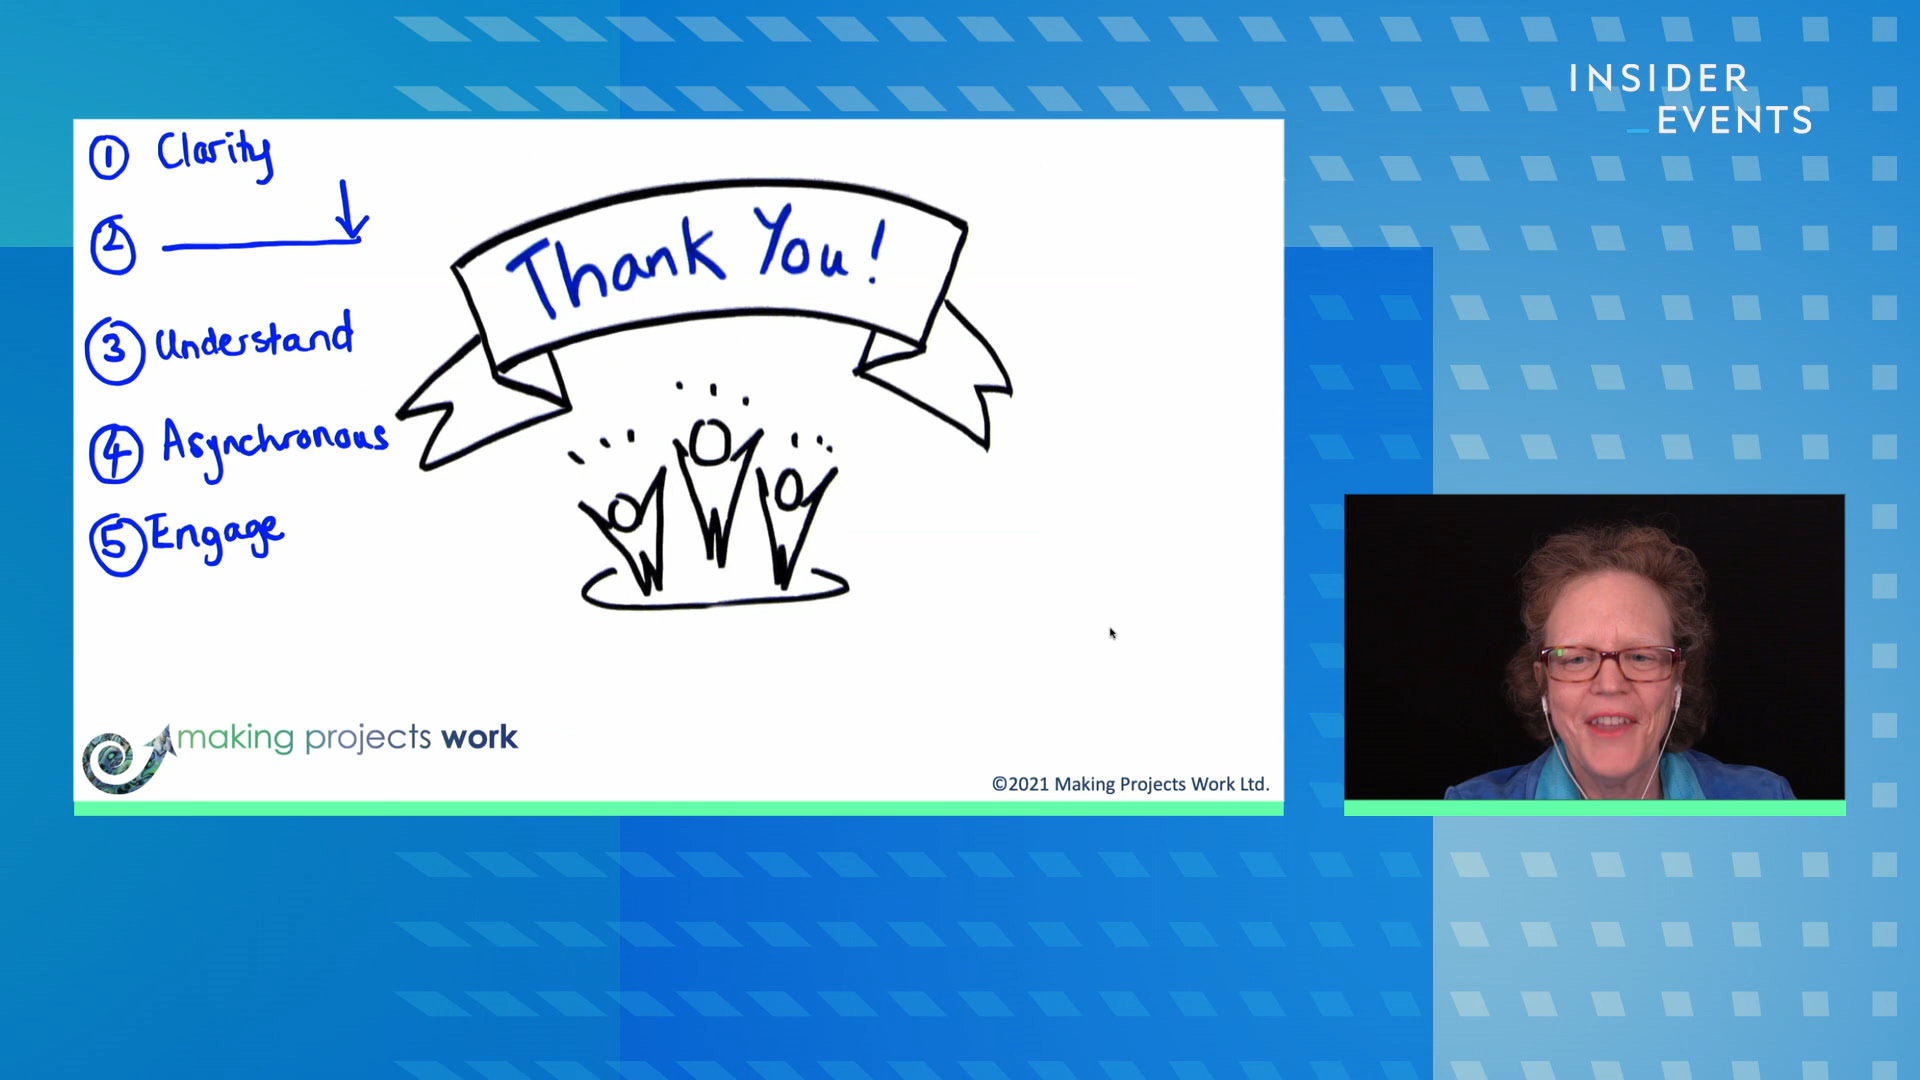 INSIDER
_EVENTS
① Clarity
②
③ Understand
④ Asynchronous
⑤ Engage
Thank You!
making projects work
©2021 Making Projects Work Ltd.